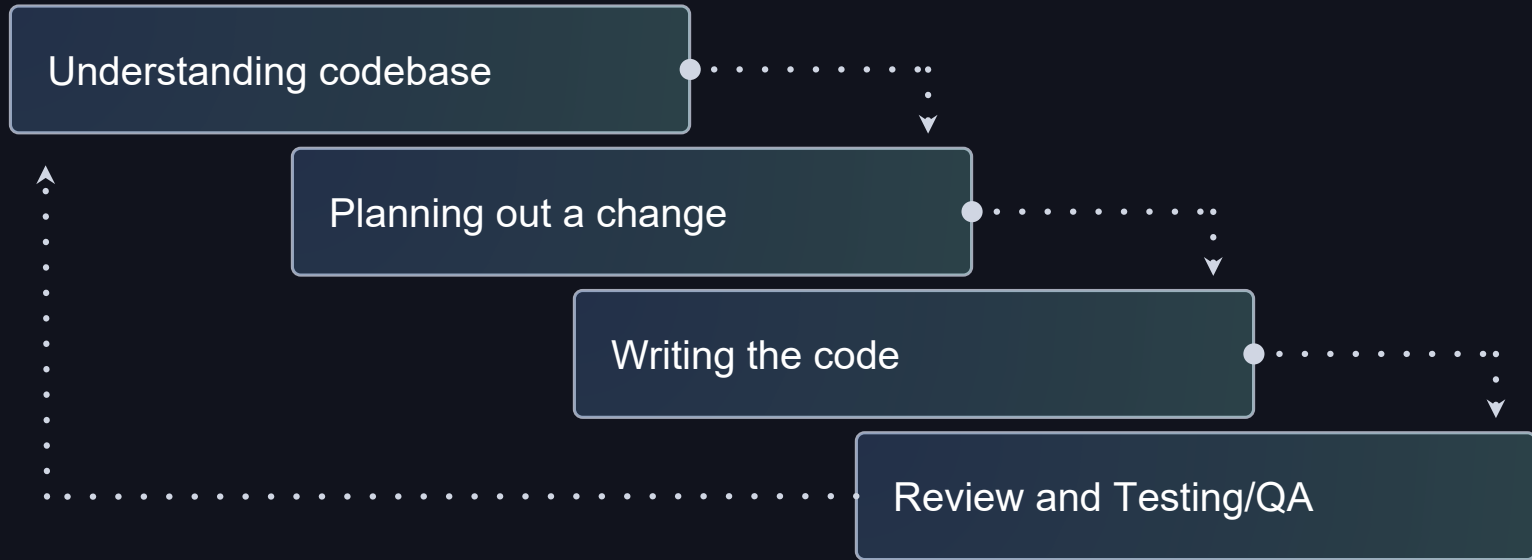 Understanding codebase
Planning out a change
Writing the code
Review and Testing/QA